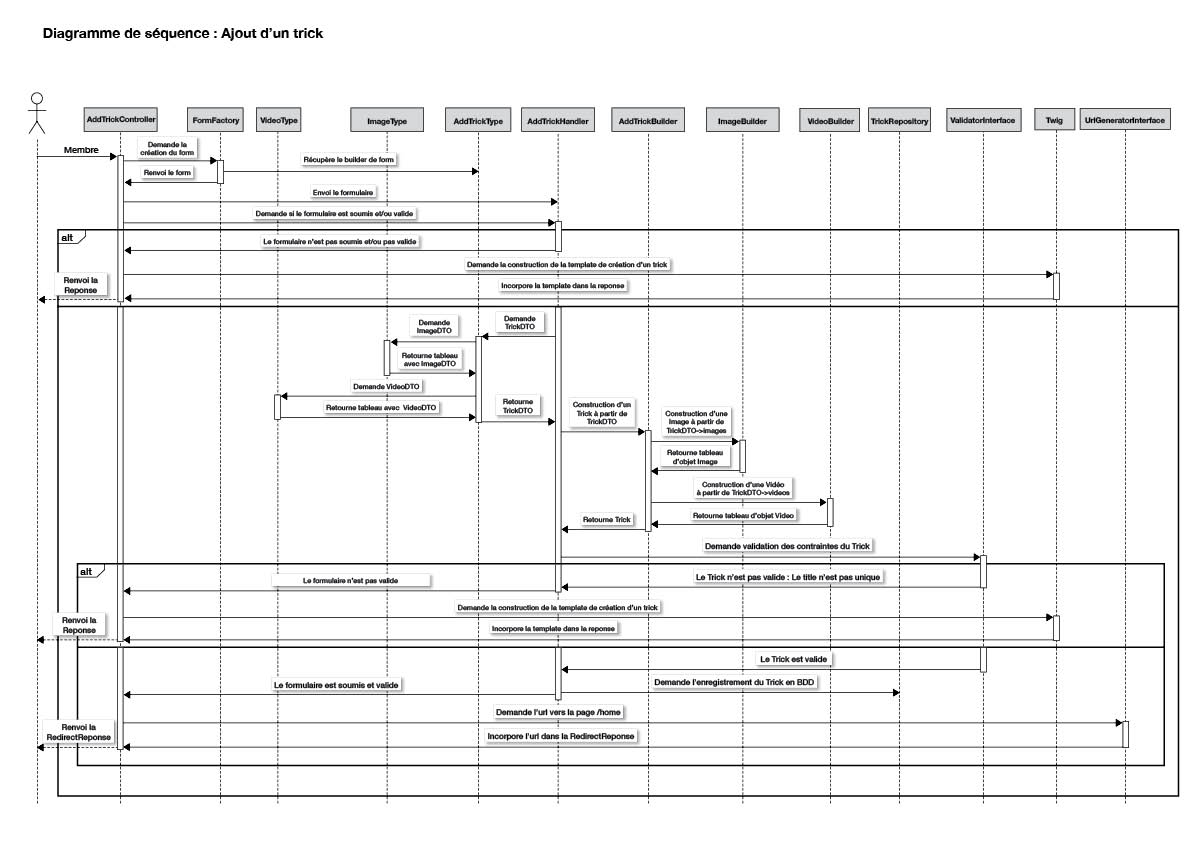 Diagramme de séquence : Ajout d'un trick
AddTrickController
FormFactory
VideoType
ImageType
AddTrickType
AddTrickHandler
AddTrickBuilder
ImageBuilder
VideoBuilder
TrickRepository
ValidatorInterface
Twig
UrlGeneratorInterface
Membre
Demande la
création du form
Récupère le builder de form
Renvoi le form
Envoi le formulaire
Demande si le formulaire est soumis et/ou valide
alt
Le formulaire n'est pas soumis et/ou pas valide
Demande la construction de la template de création d'un trick
Renvoi la
Reponse
Incorpore la template dans la reponse
Demande
TrickDTO
Demande
ImageDTO
Retourne tableau
avec ImageDTO
Demande VideoDTO
Retourne tableau avec VideoDTO
Retourne
TrickDTO
Construction d'un
Trick à partir de
TrickDTO
Construction d'une
Image à partir de
TrickDTO->images
Retourne tableau
d'objet Image
Construction d'une Vidéo
à partir de TrickDTO->videos
Retourne tableau d'objet Video
Retourne Trick
Demande validation des contraintes du Trick
alt
Le Trick n'est pas valide : Le title n'est pas unique
Le formulaire n'est pas valide
Demande la construction de la template de création d'un trick
Renvoi la
Reponse
Incorpore la template dans la reponse
Le Trick est valide
Demande l'enregistrement du Trick en BDD
Le formulaire est soumis et valide
Demande l'url vers la page /home
Renvoi la
RedirectReponse
Incorpore l'url dans la RedirectReponse